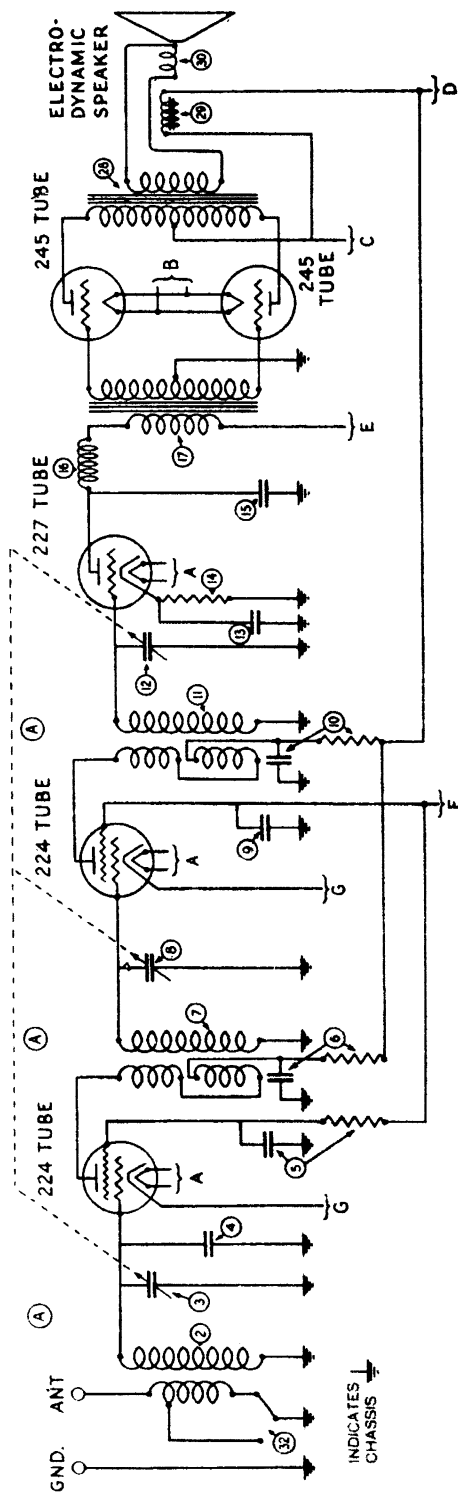 GND.
ANT
32
2
A
3
4
224 TUBE
A
G
5
A
6
7
8
224 TUBE
A
G
9
F
A
10
11
12
13
14
227 TUBE
A
15
16
17
E
245 TUBE
B
245
TUBE
C
28
ELECTRO-
DYNAMIC
SPEAKER
29
30
D
INDICATES
CHASSIS